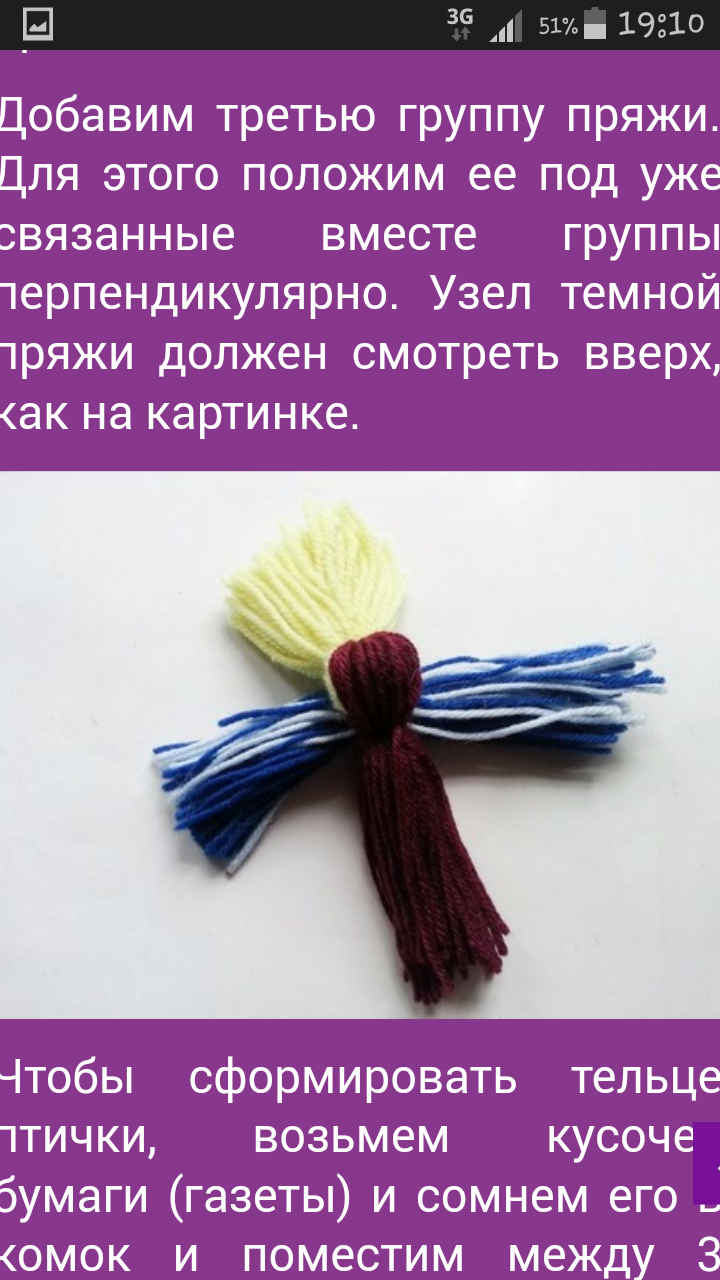 3G 51% 19:10
Добавим третью группу пряжи.
Для этого положим ее под уже
связанные вместе группы
перпендикулярно. Узел темной
пряжи должен смотреть вверх,
как на картинке.
Чтобы сформировать тельце
птички, возьмем
бумаги (газеты) и сомнем его
комок и поместим между 3